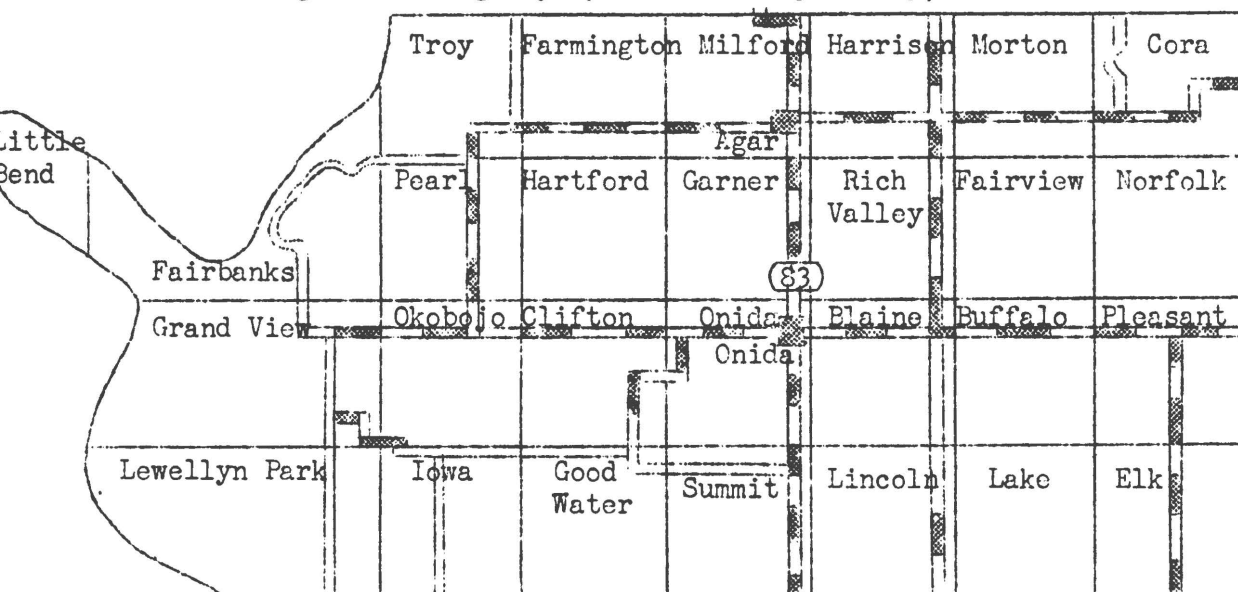 Troy Farmington Milford Harrison Morton Cora
Little
Bend
Agar
Pearl Hartford Garner Rich
Valley Fairview Norfolk
83
Fairbanks
Okobojo Clifton Onida Blaine Buffalo Pleasant
Grand View
Onida
Lewellyn Park Iowa Good
Water Summit Lincoln Lake Elk